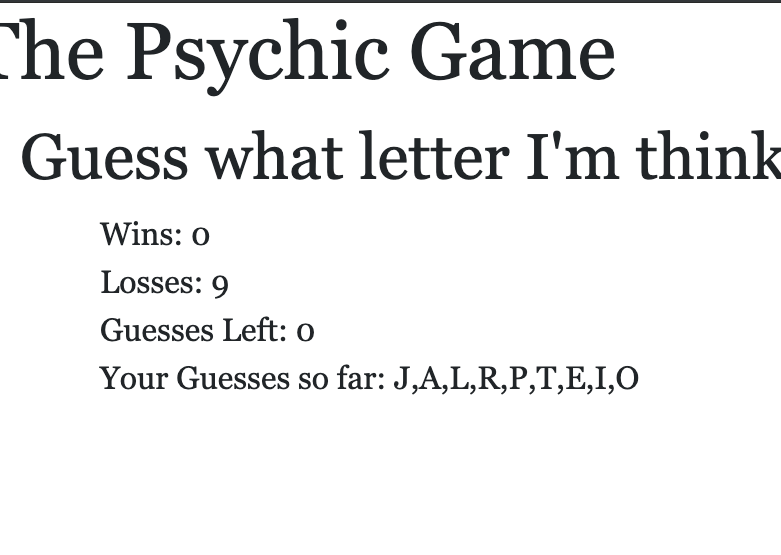 The Psychic Game
Guess what letter I'm think
Wins: 0
Losses: 9
Guesses Left: 0
Your Guesses so far: J,A,L,R,P,T,E,I,O